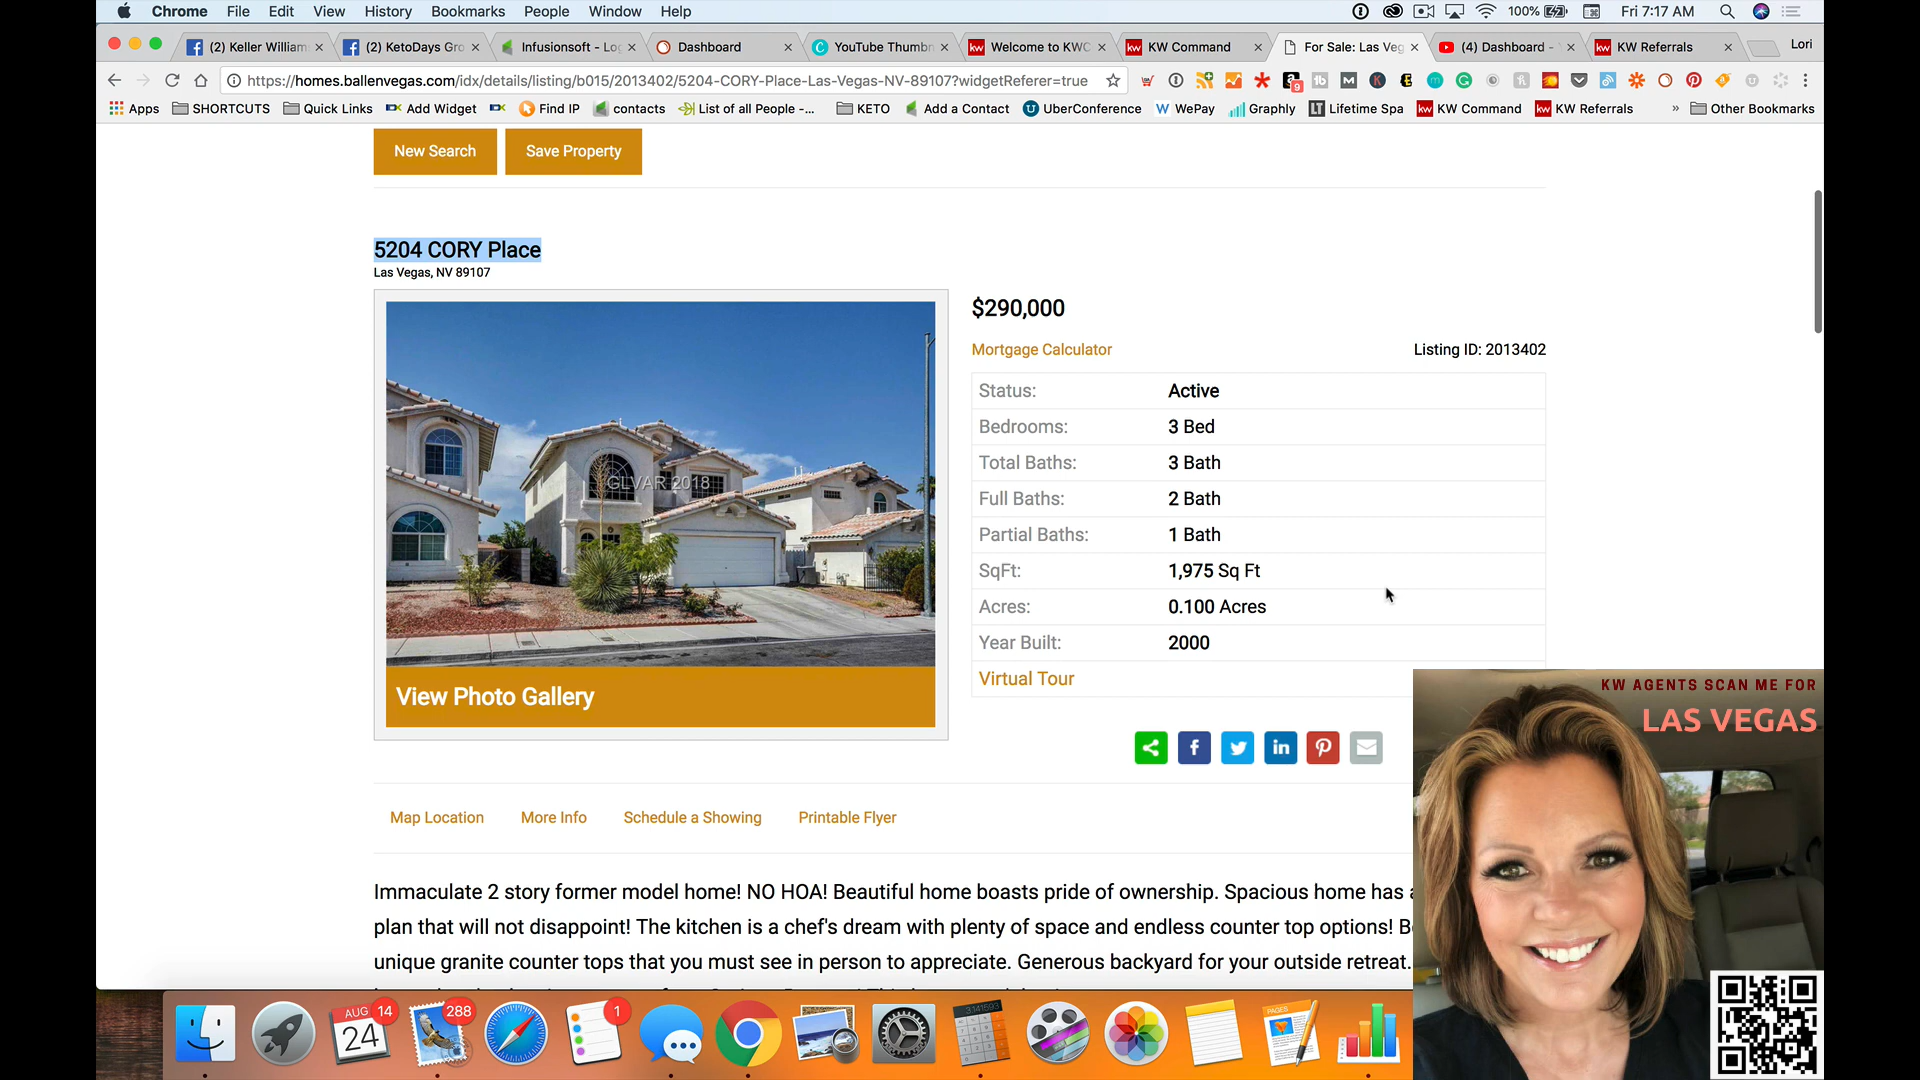 Chrome File Edit View History Bookmarks People Window Help 100% Fri 7:17 AM
(2) Keller William (2) KetoDays Gro Infusionsoft - Log Dashboard YouTube Thumbn Welcome to KWC KW Command For Sale: Las Veg (4) Dashboard - KW Referrals Lori
https://homes.ballenvegas.com/idx/details/listing/b015/2013402/5204-CORY-Place-Las-Vegas-NV-89107?widgetReferer=true
Apps SHORTCUTS Quick Links Add Widget Find IP contacts List of all People -... KETO Add a Contact UberConference WePay Graphly Lifetime Spa KW Command KW Referrals » Other Bookmarks
New Search Save Property
5204 CORY Place
Las Vegas, NV 89107
$290,000
Mortgage Calculator Listing ID: 2013402
Status: Active
Bedrooms: 3 Bed
Total Baths: 3 Bath
Full Baths: 2 Bath
Partial Baths: 1 Bath
SqFt: 1,975 Sq Ft
Acres: 0.100 Acres
Year Built: 2000
Virtual Tour
GLVAR 2018
View Photo Gallery
KW AGENTS SCAN ME FOR
LAS VEGAS
Map Location More Info Schedule a Showing Printable Flyer
Immaculate 2 story former model home! NO HOA! Beautiful home boasts pride of ownership. Spacious home has
plan that will not disappoint! The kitchen is a chef's dream with plenty of space and endless counter top options!
unique granite counter tops that you must see in person to appreciate. Generous backyard for your outside retreat.
AUG 14
24
288
1
3.141593
PAGES